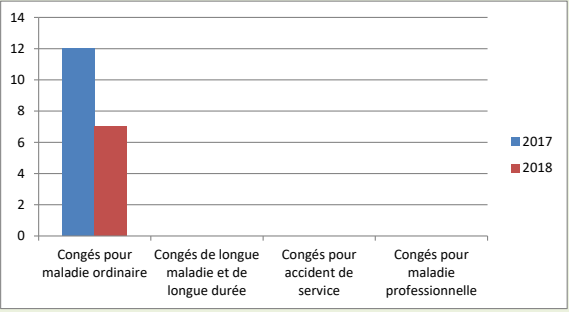 14
12
10
8
6
4
2
0
2017
2018
Congés pour
maladie ordinaire
Congés de longue
maladie et de
longue durée
Congés pour
accident de
service
Congés pour
maladie
professionnelle